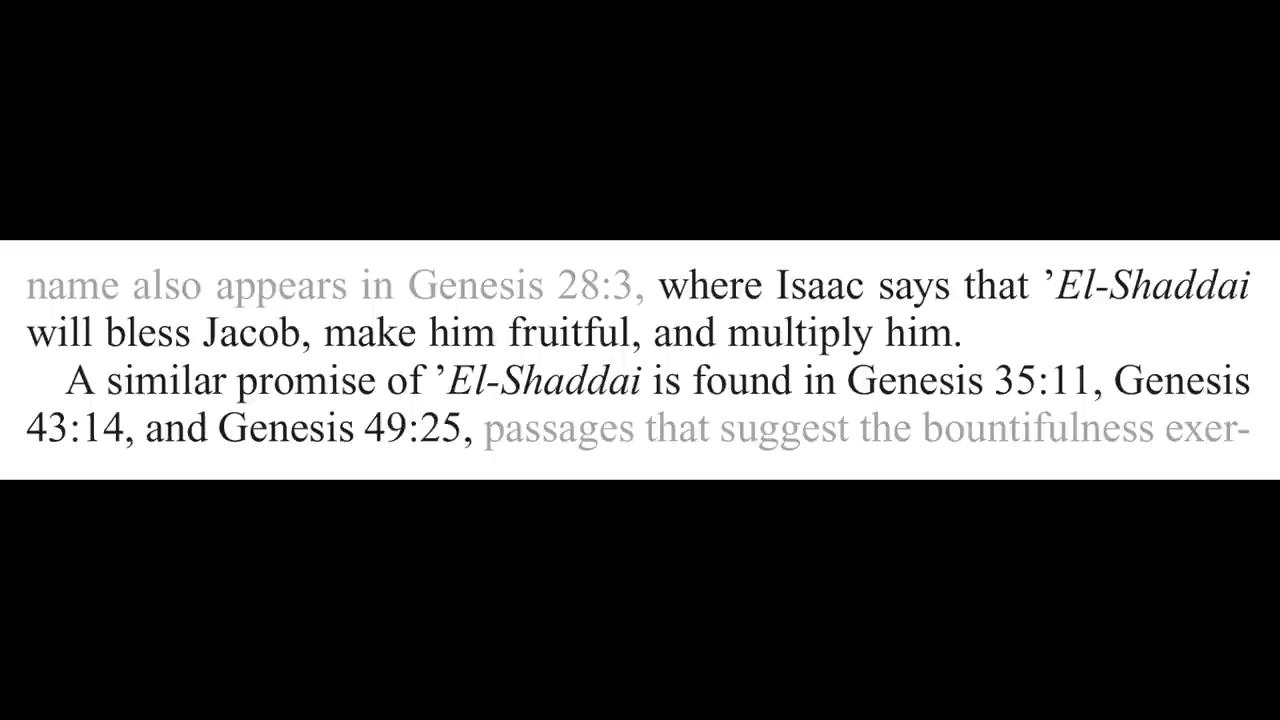 name also appears in Genesis 28:3, where Isaac says that ’El-Shaddai
will bless Jacob, make him fruitful, and multiply him.
A similar promise of ’El-Shaddai is found in Genesis 35:11, Genesis
43:14, and Genesis 49:25, passages that suggest the bountifulness exer-